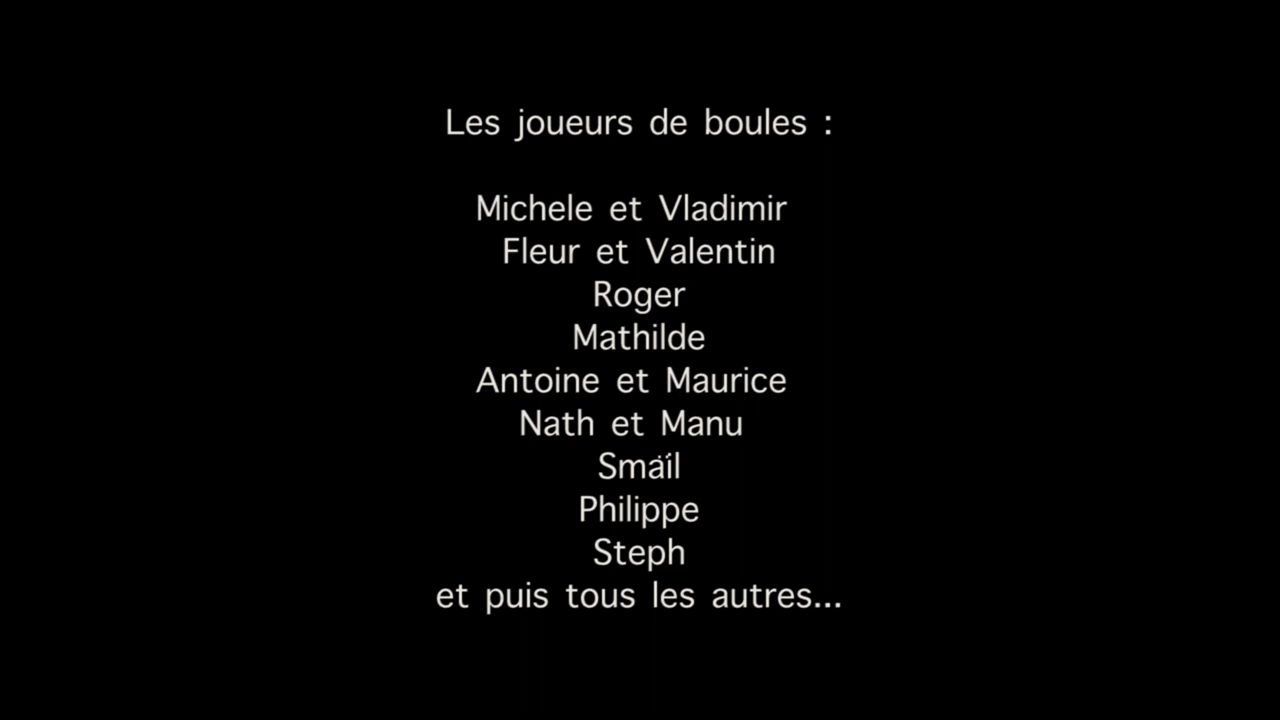 Les joueurs de boules :
Michele et Vladimir
Fleur et Valentin
Roger
Mathilde
Antoine et Maurice
Nath et Manu
Smaïl
Philippe
Steph
et puis tous les autres...